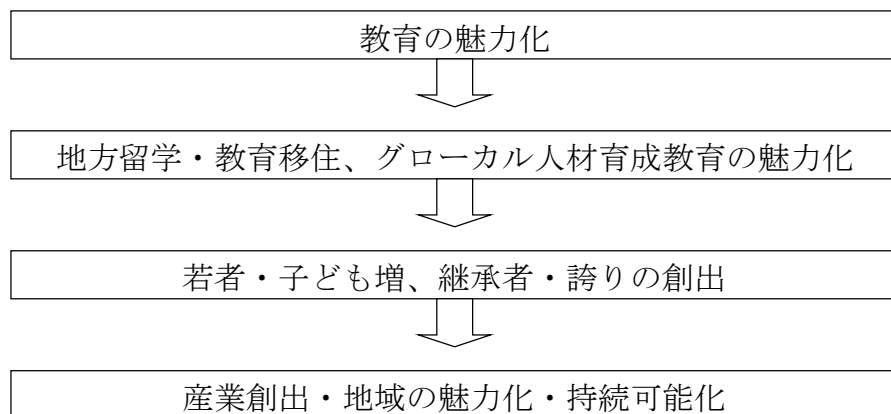 教育の魅力化
地方留学・教育移住、グローカル人材育成教育の魅力化
若者・子ども増、継承者・誇りの創出
産業創出・地域の魅力化・持続可能化